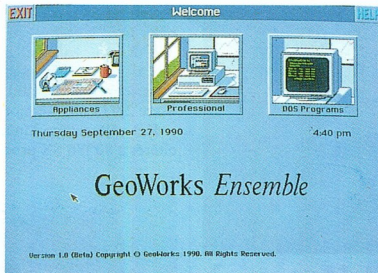 EXIT Welcome HELP
Appliances Professional DOS Programs
Thursday September 27, 1990 4:40 pm
GeoWorks Ensemble
Version 1.0 (Beta) Copyright © GeoWorks 1990. All Rights Reserved.